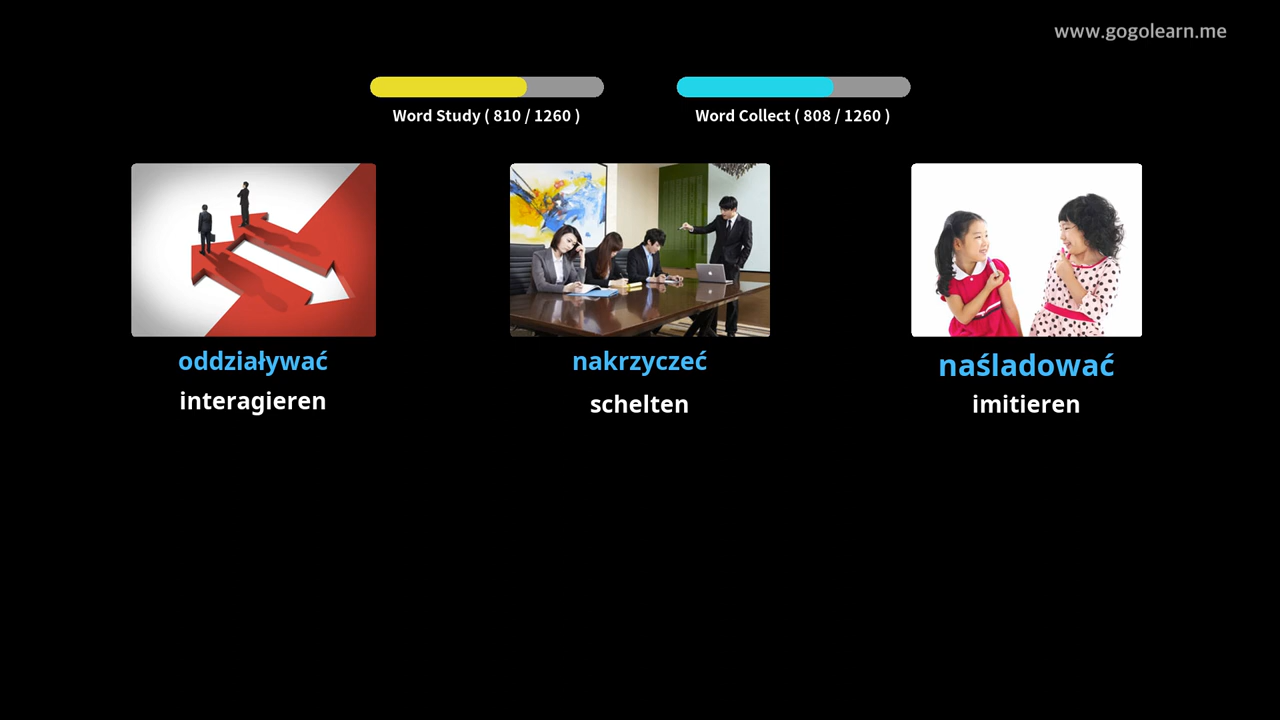 www.gogolearn.me
Word Study ( 810 / 1260 )
Word Collect ( 808 / 1260 )
oddziaływać
interagieren
nakrzyczeć
schelten
naśladować
imitieren